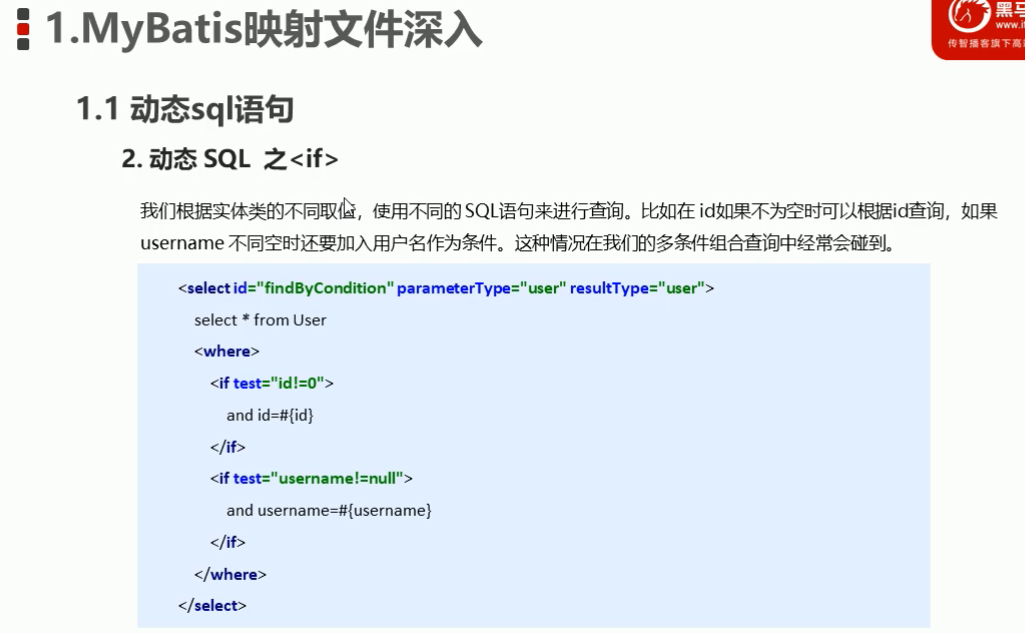 1.MyBatis映射文件深入
黑马
www.it
传智播客旗下高
1.1 动态sql语句
2. 动态 SQL 之<if>
我们根据实体类的不同取值，使用不同的 SQL语句来进行查询。比如在 id如果不为空时可以根据id查询，如果
username 不同空时还要加入用户名作为条件。这种情况在我们的多条件组合查询中经常会碰到。
<select id="findByCondition" parameterType="user" resultType="user">
select * from User
<where>
<if test="id!=0">
and id=#{id}
</if>
<if test="username!=null">
and username=#{username}
</if>
</where>
</select>